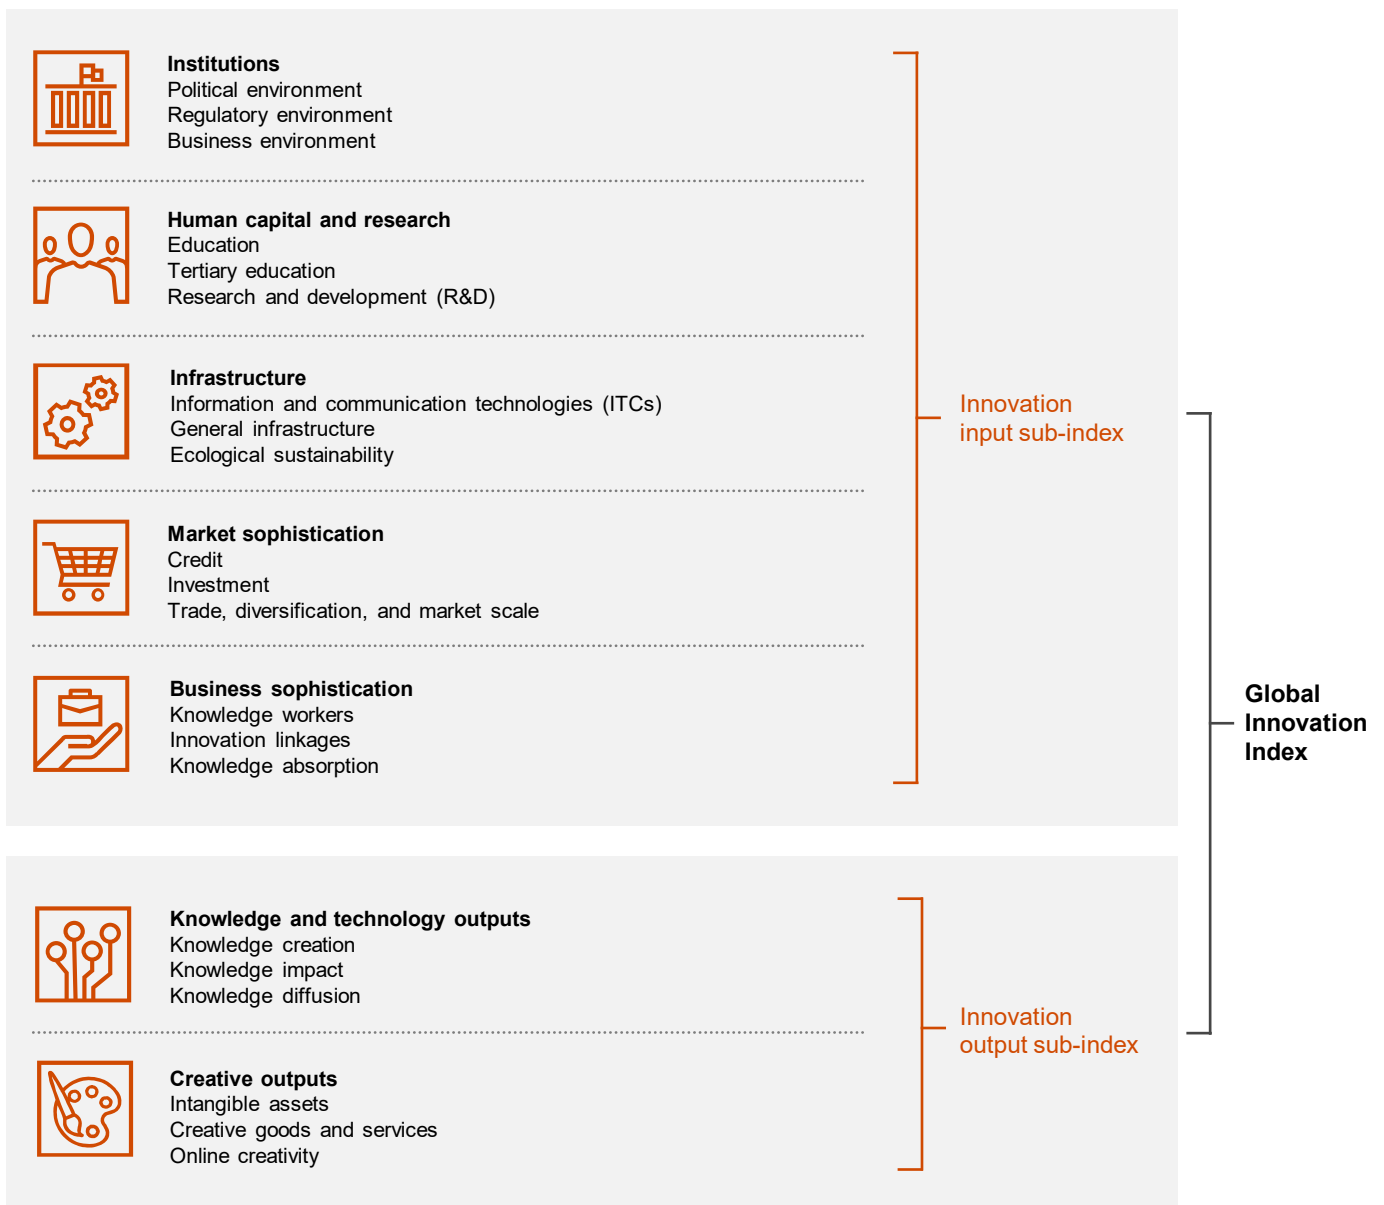 Institutions
Political environment
Regulatory environment
Business environment
Human capital and research
Education
Tertiary education
Research and development (R&D)
Infrastructure
Information and communication technologies (ITCs)
General infrastructure
Ecological sustainability
Market sophistication
Credit
Investment
Trade, diversification, and market scale
Business sophistication
Knowledge workers
Innovation linkages
Knowledge absorption
Innovation
input sub-index
Knowledge and technology outputs
Knowledge creation
Knowledge impact
Knowledge diffusion
Creative outputs
Intangible assets
Creative goods and services
Online creativity
Innovation
output sub-index
Global
Innovation
Index